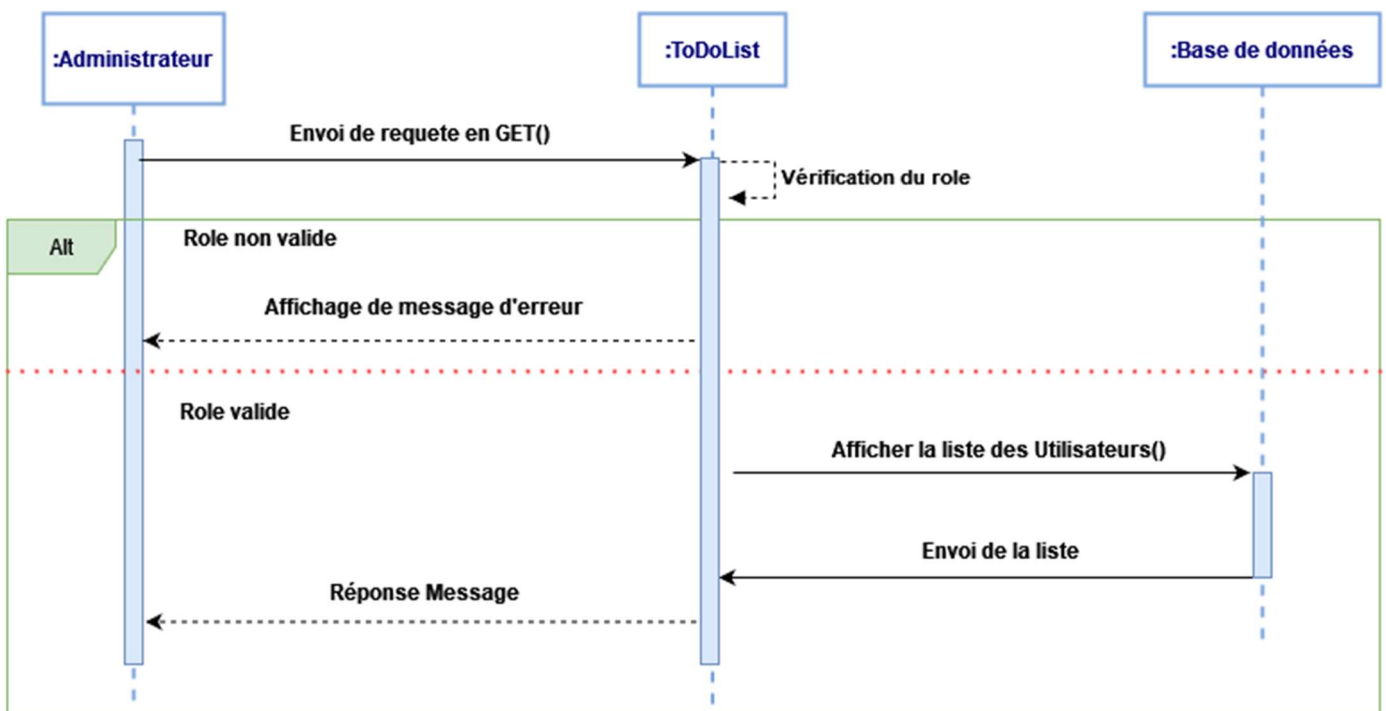 :Administrateur
:ToDoList
:Base de données
Envoi de requete en GET()
Vérification du role
Alt
Role non valide
Affichage de message d'erreur
Role valide
Afficher la liste des Utilisateurs()
Envoi de la liste
Réponse Message